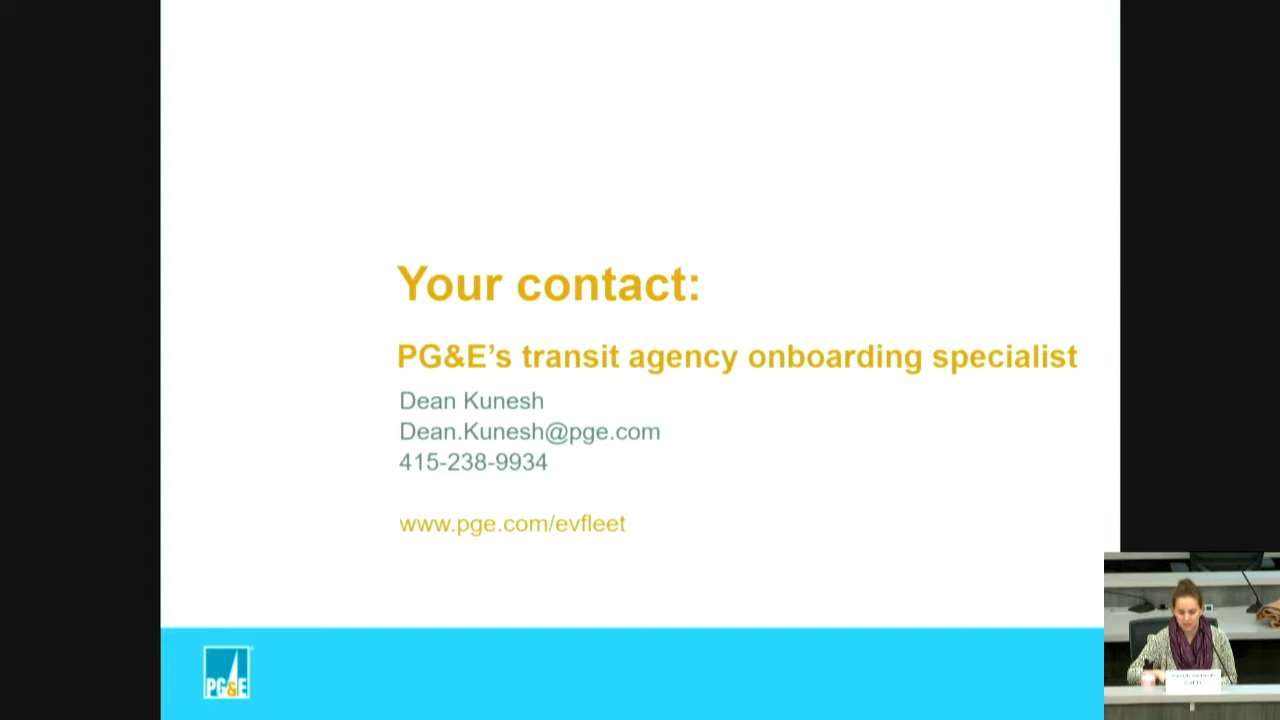 Your contact:
PG&E’s transit agency onboarding specialist
Dean Kunesh
Dean.Kunesh@pge.com
415-238-9934
www.pge.com/evfleet
PG&E